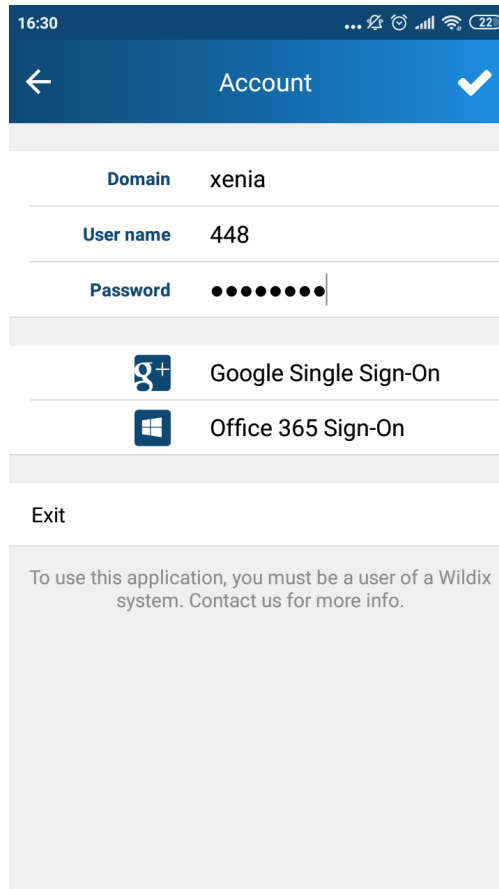 16:30
22
Account
Domain xenia
User name 448
Password ●●●●●●●●
g+ Google Single Sign-On
Office 365 Sign-On
Exit
To use this application, you must be a user of a Wildix
system. Contact us for more info.